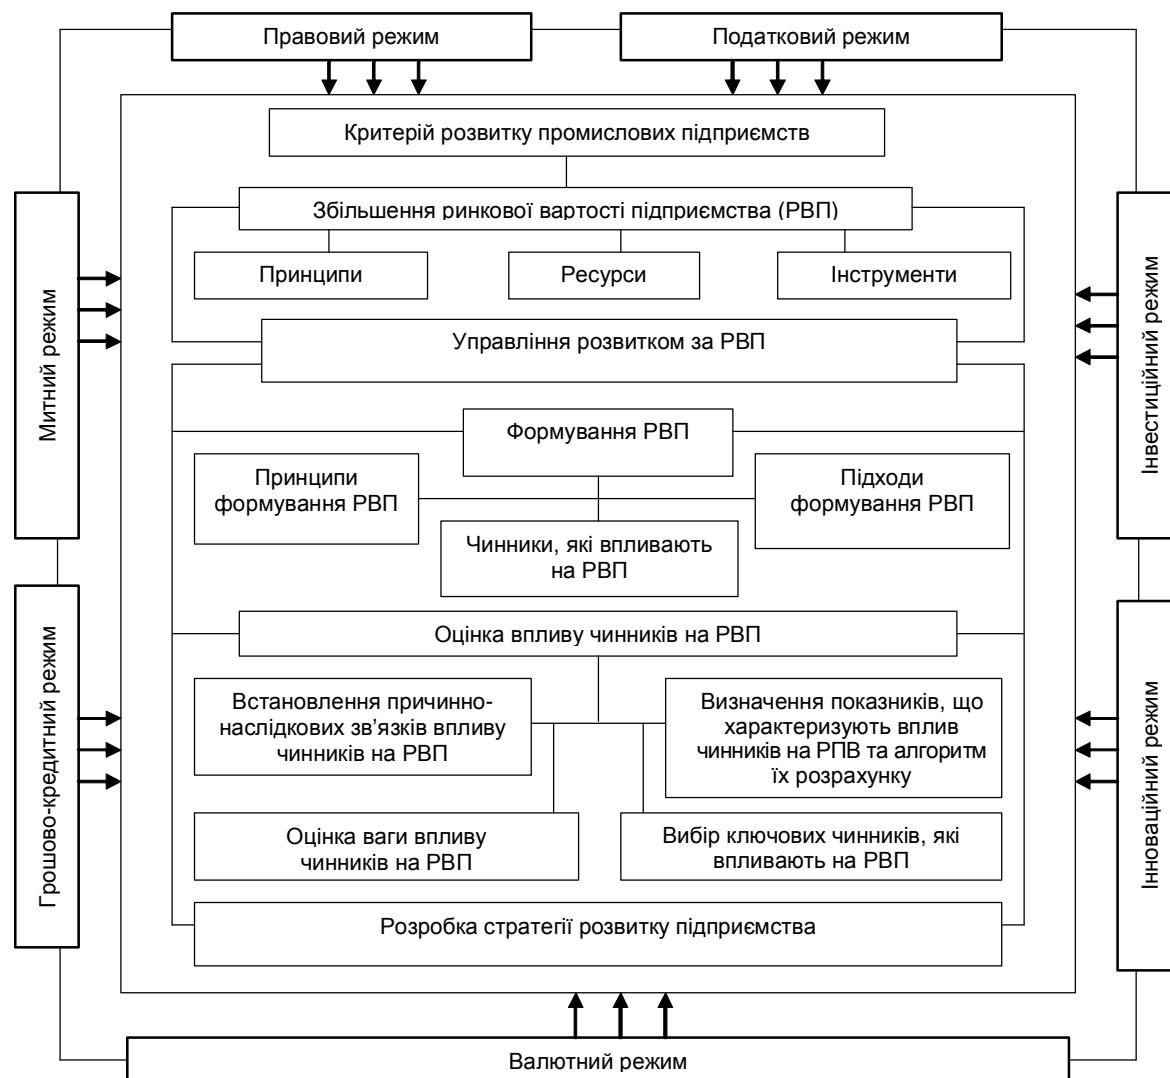 Правовий режим
Податковий режим
Критерій розвитку промислових підприємств
Збільшення ринкової вартості підприємства (РВП)
Принципи
Ресурси
Інструменти
Управління розвитком за РВП
Митний режим
Інвестиційний режим
Формування РВП
Принципи
формування РВП
Підходи
формування РВП
Чинники, які впливають
на РВП
Оцінка впливу чинників на РВП
Грошово-кредитний режим
Інноваційний режим
Встановлення причинно-
наслідкових зв’язків впливу
чинників на РВП
Визначення показників, що
характеризують вплив
чинників на РПВ та алгоритм
їх розрахунку
Оцінка ваги впливу
чинників на РВП
Вибір ключових чинників, які
впливають на РВП
Розробка стратегії розвитку підприємства
Валютний режим